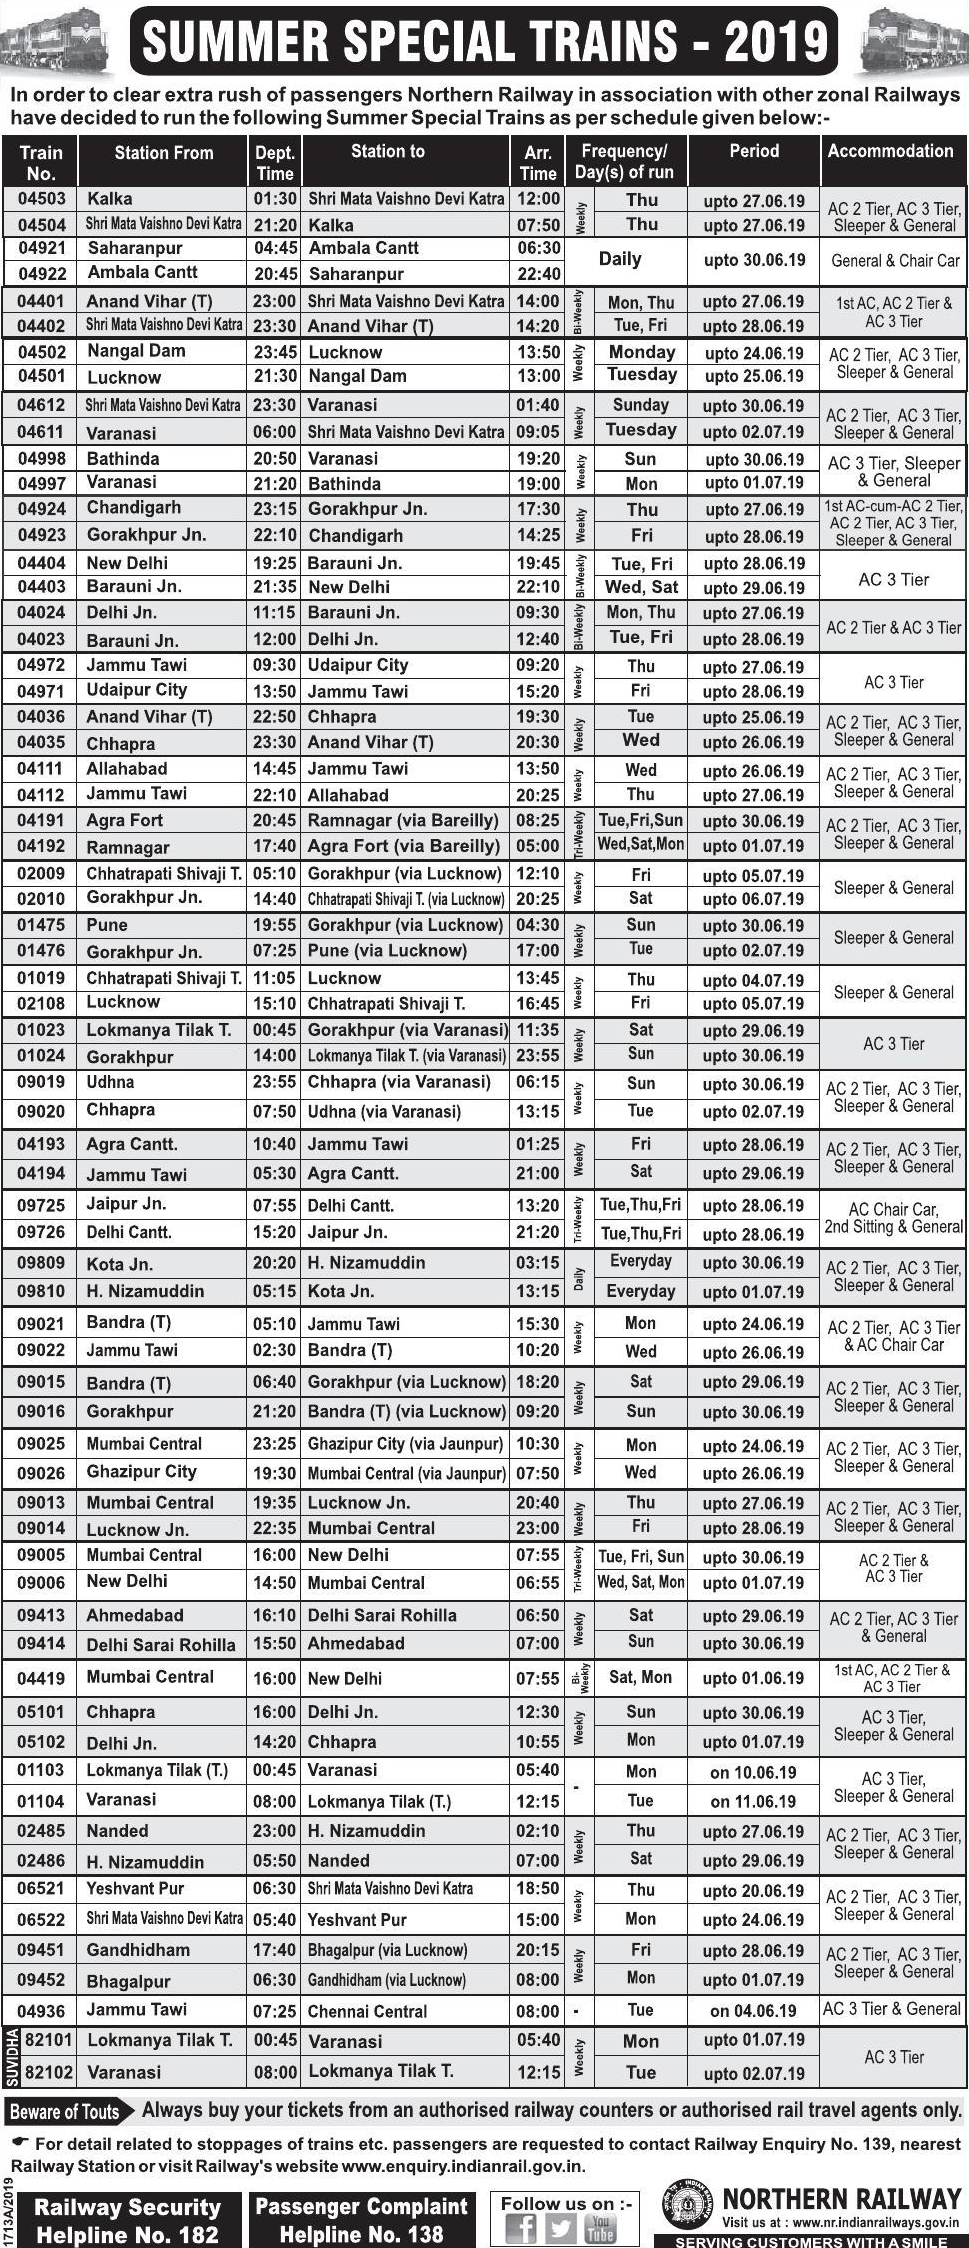 SUMMER SPECIAL TRAINS - 2019
In order to clear extra rush of passengers Northern Railway in association with other zonal Railways
have decided to run the following Summer Special Trains as per schedule given below:-
Train No. Station From Dept. Time Station to Arr. Time Frequency/ Day(s) of run Period Accommodation
04503 Kalka 01:30 Shri Mata Vaishno Devi Katra 12:00 Weekly Thu upto 27.06.19 AC 2 Tier, AC 3 Tier,
04504 Shri Mata Vaishno Devi Katra 21:20 Kalka 07:50 Thu upto 27.06.19 Sleeper & General
04921 Saharanpur 04:45 Ambala Cantt 06:30 Daily upto 30.06.19 General & Chair Car
04922 Ambala Cantt 20:45 Saharanpur 22:40
04401 Anand Vihar (T) 23:00 Shri Mata Vaishno Devi Katra 14:00 Bi-Weekly Mon, Thu upto 27.06.19 1st AC, AC 2 Tier &
04402 Shri Mata Vaishno Devi Katra 23:30 Anand Vihar (T) 14:20 Tue, Fri upto 28.06.19 AC 3 Tier
04502 Nangal Dam 23:45 Lucknow 13:50 Weekly Monday upto 24.06.19 AC 2 Tier, AC 3 Tier,
04501 Lucknow 21:30 Nangal Dam 13:00 Tuesday upto 25.06.19 Sleeper & General
04612 Shri Mata Vaishno Devi Katra 23:30 Varanasi 01:40 Weekly Sunday upto 30.06.19 AC 2 Tier, AC 3 Tier,
04611 Varanasi 06:00 Shri Mata Vaishno Devi Katra 09:05 Tuesday upto 02.07.19 Sleeper & General
04998 Bathinda 20:50 Varanasi 19:20 Weekly Sun upto 30.06.19 AC 3 Tier, Sleeper
04997 Varanasi 21:20 Bathinda 19:00 Mon upto 01.07.19 & General
04924 Chandigarh 23:15 Gorakhpur Jn. 17:30 Weekly Thu upto 27.06.19 1st AC-cum-AC 2 Tier,
AC 2 Tier, AC 3 Tier,
04923 Gorakhpur Jn. 22:10 Chandigarh 14:25 Fri upto 28.06.19 Sleeper & General
04404 New Delhi 19:25 Barauni Jn. 19:45 Bi-Weekly Tue, Fri upto 28.06.19 AC 3 Tier
04403 Barauni Jn. 21:35 New Delhi 22:10 Wed, Sat upto 29.06.19
04024 Delhi Jn. 11:15 Barauni Jn. 09:30 Bi-Weekly Mon, Thu upto 27.06.19 AC 2 Tier & AC 3 Tier
04023 Barauni Jn. 12:00 Delhi Jn. 12:40 Tue, Fri upto 28.06.19
04972 Jammu Tawi 09:30 Udaipur City 09:20 Weekly Thu upto 27.06.19 AC 3 Tier
04971 Udaipur City 13:50 Jammu Tawi 15:20 Fri upto 28.06.19
04036 Anand Vihar (T) 22:50 Chhapra 19:30 Weekly Tue upto 25.06.19 AC 2 Tier, AC 3 Tier,
04035 Chhapra 23:30 Anand Vihar (T) 20:30 Wed upto 26.06.19 Sleeper & General
04111 Allahabad 14:45 Jammu Tawi 13:50 Weekly Wed upto 26.06.19 AC 2 Tier, AC 3 Tier,
04112 Jammu Tawi 22:10 Allahabad 20:25 Thu upto 27.06.19 Sleeper & General
04191 Agra Fort 20:45 Ramnagar (via Bareilly) 08:25 Tri-Weekly Tue,Fri,Sun upto 30.06.19 AC 2 Tier, AC 3 Tier,
04192 Ramnagar 17:40 Agra Fort (via Bareilly) 05:00 Wed,Sat,Mon upto 01.07.19 Sleeper & General
02009 Chhatrapati Shivaji T. 05:10 Gorakhpur (via Lucknow) 12:10 Weekly Fri upto 05.07.19 Sleeper & General
02010 Gorakhpur Jn. 14:40 Chhatrapati Shivaji T. (via Lucknow) 20:25 Sat upto 06.07.19
01475 Pune 19:55 Gorakhpur (via Lucknow) 04:30 Weekly Sun upto 30.06.19 Sleeper & General
01476 Gorakhpur Jn. 07:25 Pune (via Lucknow) 17:00 Tue upto 02.07.19
01019 Chhatrapati Shivaji T. 11:05 Lucknow 13:45 Weekly Thu upto 04.07.19 Sleeper & General
02108 Lucknow 15:10 Chhatrapati Shivaji T. 16:45 Fri upto 05.07.19
01023 Lokmanya Tilak T. 00:45 Gorakhpur (via Varanasi) 11:35 Weekly Sat upto 29.06.19 AC 3 Tier
01024 Gorakhpur 14:00 Lokmanya Tilak T. (via Varanasi) 23:55 Sun upto 30.06.19
09019 Udhna 23:55 Chhapra (via Varanasi) 06:15 Weekly Sun upto 30.06.19 AC 2 Tier, AC 3 Tier,
09020 Chhapra 07:50 Udhna (via Varanasi) 13:15 Tue upto 02.07.19 Sleeper & General
04193 Agra Cantt. 10:40 Jammu Tawi 01:25 Weekly Fri upto 28.06.19 AC 2 Tier, AC 3 Tier,
04194 Jammu Tawi 05:30 Agra Cantt. 21:00 Sat upto 29.06.19 Sleeper & General
09725 Jaipur Jn. 07:55 Delhi Cantt. 13:20 Tri-Weekly Tue,Thu,Fri upto 28.06.19 AC Chair Car,
09726 Delhi Cantt. 15:20 Jaipur Jn. 21:20 Tue,Thu,Fri upto 28.06.19 2nd Sitting & General
09809 Kota Jn. 20:20 H. Nizamuddin 03:15 Daily Everyday upto 30.06.19 AC 2 Tier, AC 3 Tier,
09810 H. Nizamuddin 05:15 Kota Jn. 13:15 Everyday upto 01.07.19 Sleeper & General
09021 Bandra (T) 05:10 Jammu Tawi 15:30 Weekly Mon upto 24.06.19 AC 2 Tier, AC 3 Tier
09022 Jammu Tawi 02:30 Bandra (T) 10:20 Wed upto 26.06.19 & AC Chair Car
09015 Bandra (T) 06:40 Gorakhpur (via Lucknow) 18:20 Weekly Sat upto 29.06.19 AC 2 Tier, AC 3 Tier,
09016 Gorakhpur 21:20 Bandra (T) (via Lucknow) 09:20 Sun upto 30.06.19 Sleeper & General
09025 Mumbai Central 23:25 Ghazipur City (via Jaunpur) 10:30 Weekly Mon upto 24.06.19 AC 2 Tier, AC 3 Tier,
09026 Ghazipur City 19:30 Mumbai Central (via Jaunpur) 07:50 Wed upto 26.06.19 Sleeper & General
09013 Mumbai Central 19:35 Lucknow Jn. 20:40 Weekly Thu upto 27.06.19 AC 2 Tier, AC 3 Tier,
09014 Lucknow Jn. 22:35 Mumbai Central 23:00 Fri upto 28.06.19 Sleeper & General
09005 Mumbai Central 16:00 New Delhi 07:55 Tri-Weekly Tue, Fri, Sun upto 30.06.19 AC 2 Tier &
09006 New Delhi 14:50 Mumbai Central 06:55 Wed, Sat, Mon upto 01.07.19 AC 3 Tier
09413 Ahmedabad 16:10 Delhi Sarai Rohilla 06:50 Weekly Sat upto 29.06.19 AC 2 Tier, AC 3 Tier
09414 Delhi Sarai Rohilla 15:50 Ahmedabad 07:00 Sun upto 30.06.19 & General
04419 Mumbai Central 16:00 New Delhi 07:55 Bi-Weekly Sat, Mon upto 01.06.19 1st AC, AC 2 Tier &
AC 3 Tier
05101 Chhapra 16:00 Delhi Jn. 12:30 Weekly Sun upto 30.06.19 AC 3 Tier,
05102 Delhi Jn. 14:20 Chhapra 10:55 Mon upto 01.07.19 Sleeper & General
01103 Lokmanya Tilak (T.) 00:45 Varanasi 05:40 - Mon on 10.06.19 AC 3 Tier,
01104 Varanasi 08:00 Lokmanya Tilak (T.) 12:15 Tue on 11.06.19 Sleeper & General
02485 Nanded 23:00 H. Nizamuddin 02:10 Weekly Thu upto 27.06.19 AC 2 Tier, AC 3 Tier,
02486 H. Nizamuddin 05:50 Nanded 07:00 Sat upto 29.06.19 Sleeper & General
06521 Yeshvant Pur 06:30 Shri Mata Vaishno Devi Katra 18:50 Weekly Thu upto 20.06.19 AC 2 Tier, AC 3 Tier,
06522 Shri Mata Vaishno Devi Katra 05:40 Yeshvant Pur 15:00 Mon upto 24.06.19 Sleeper & General
09451 Gandhidham 17:40 Bhagalpur (via Lucknow) 20:15 Weekly Fri upto 28.06.19 AC 2 Tier, AC 3 Tier,
09452 Bhagalpur 06:30 Gandhidham (via Lucknow) 08:00 Mon upto 01.07.19 Sleeper & General
04936 Jammu Tawi 07:25 Chennai Central 08:00 - Tue on 04.06.19 AC 3 Tier & General
SUVIDHA 82101 Lokmanya Tilak T. 00:45 Varanasi 05:40 Weekly Mon upto 01.07.19 AC 3 Tier
82102 Varanasi 08:00 Lokmanya Tilak T. 12:15 Tue upto 02.07.19
Beware of Touts Always buy your tickets from an authorised railway counters or authorised rail travel agents only.
For detail related to stoppages of trains etc. passengers are requested to contact Railway Enquiry No. 139, nearest
Railway Station or visit Railway's website www.enquiry.indianrail.gov.in.
1713A/2019
Railway Security
Helpline No. 182
Passenger Complaint
Helpline No. 138
Follow us on :-
f You Tube
NORTHERN RAILWAY
Visit us at : www.nr.indianrailways.gov.in
SERVING CUSTOMERS WITH A SMILE